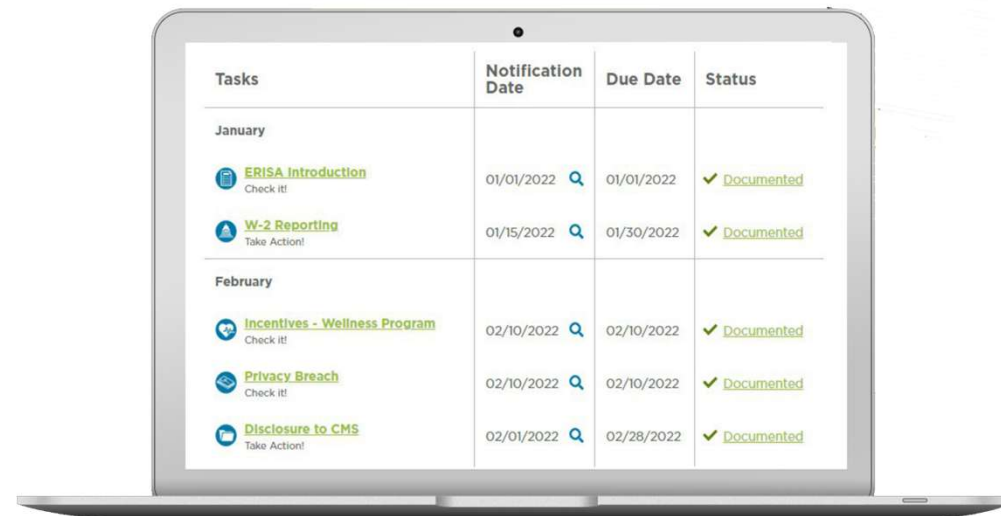 Tasks
Notification
Date
Due Date
Status
January
ERISA Introduction
Check it!
01/01/2022
01/01/2022
Documented
W-2 Reporting
Take Action!
01/15/2022
01/30/2022
Documented
February
Incentives - Wellness Program
Check it!
02/10/2022
02/10/2022
Documented
Privacy Breach
Check it!
02/10/2022
02/10/2022
Documented
Disclosure to CMS
Take Action!
02/01/2022
02/28/2022
Documented